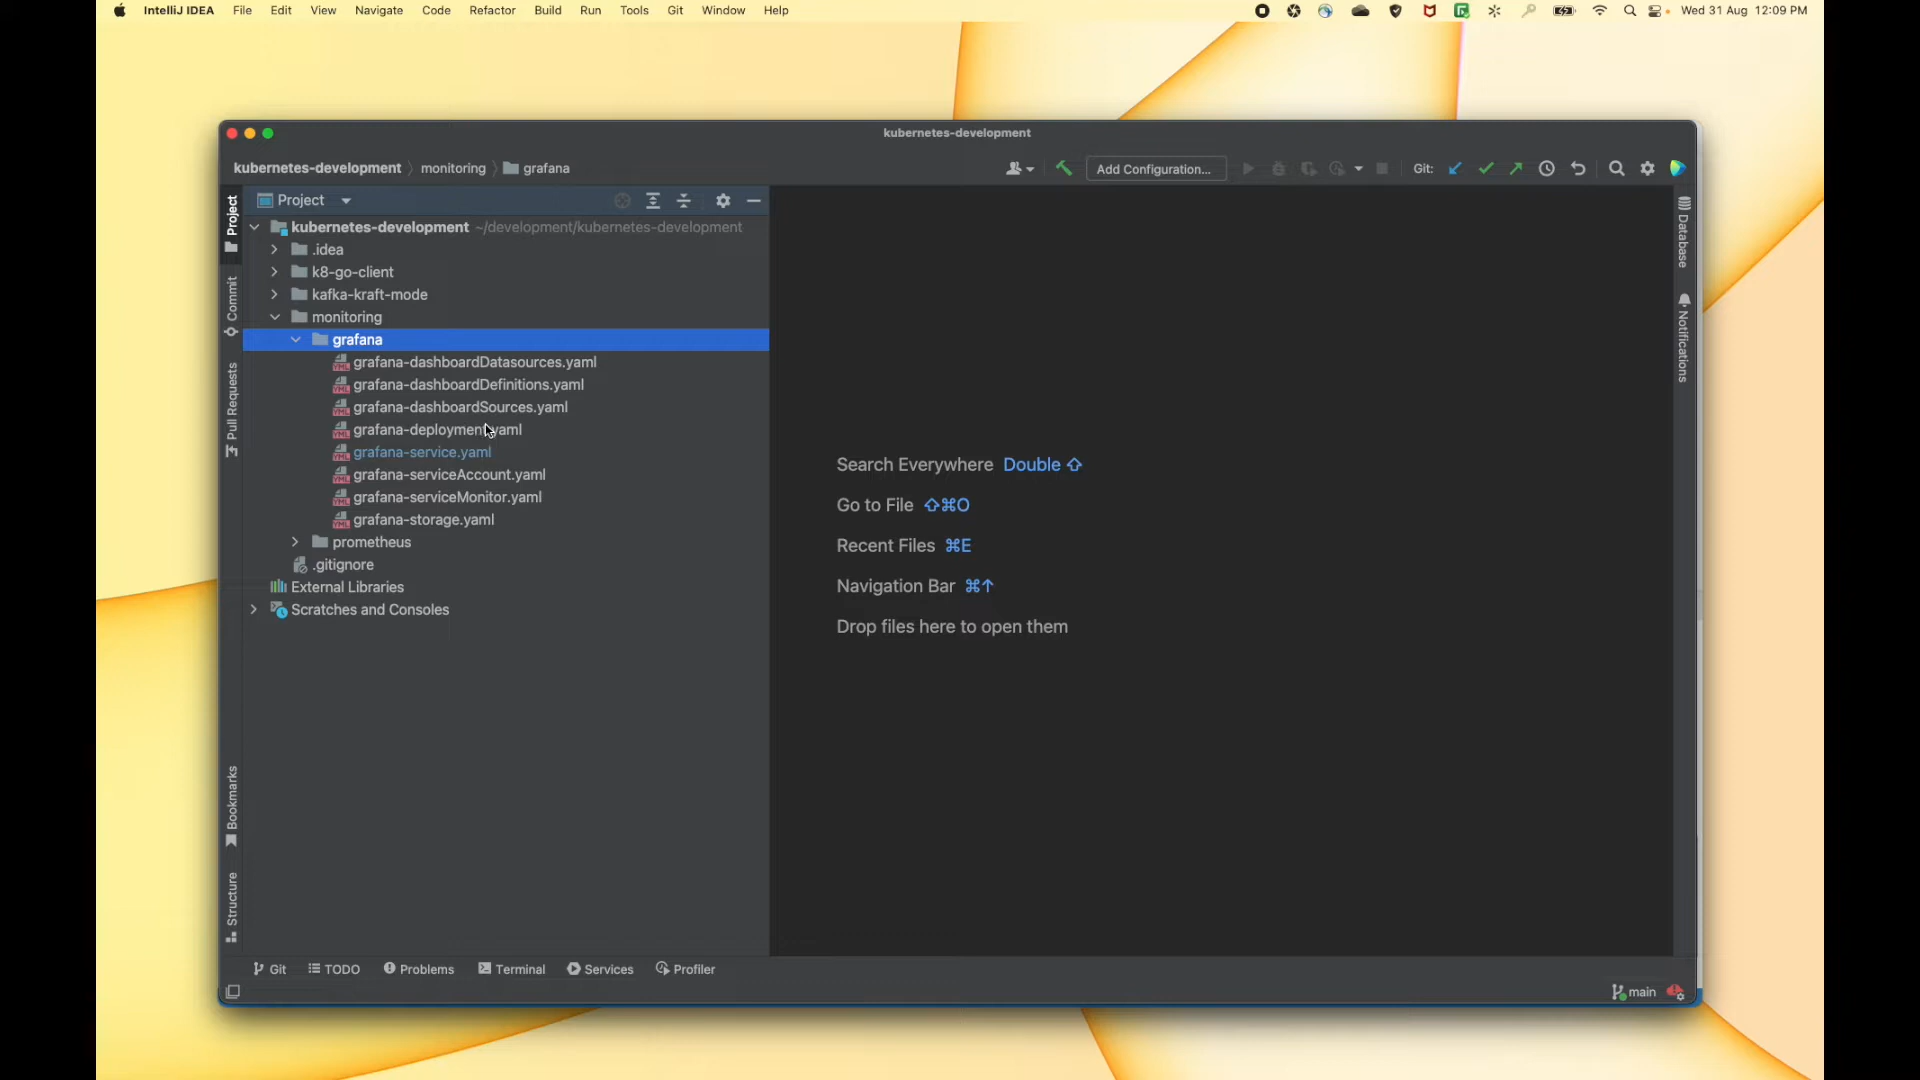 IntelliJ IDEA File Edit View Navigate Code Refactor Build Run Tools Git Window Help Wed 31 Aug 12:09 PM
kubernetes-development
kubernetes-development monitoring grafana Add Configuration... Git:
Project
kubernetes-development ~/development/kubernetes-development
.idea
k8-go-client
kafka-kraft-mode
monitoring
grafana
grafana-dashboardDatasources.yaml
grafana-dashboardDefinitions.yaml
grafana-dashboardSources.yaml
grafana-deployment.yaml
grafana-service.yaml
grafana-serviceAccount.yaml
grafana-serviceMonitor.yaml
grafana-storage.yaml
prometheus
.gitignore
External Libraries
Scratches and Consoles
Project
Commit
Pull Requests
Bookmarks
Structure
Search Everywhere Double ⇧
Go to File ⇧⌘O
Recent Files ⌘E
Navigation Bar ⌘↑
Drop files here to open them
Database
Notifications
Git TODO Problems Terminal Services Profiler
main